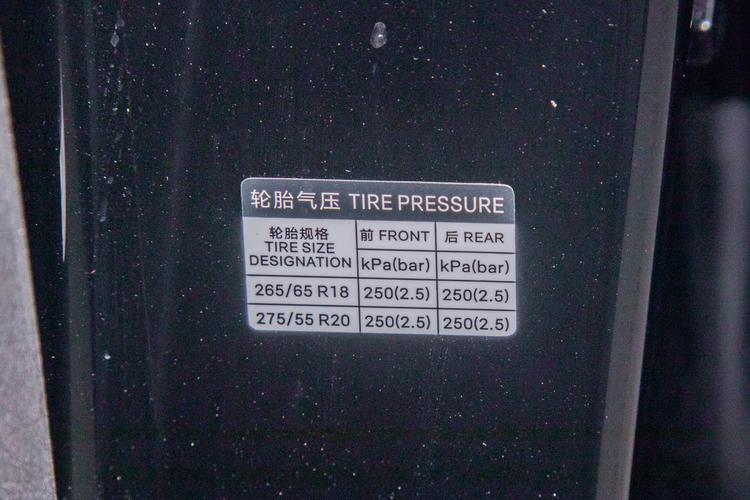 轮胎气压 TIRE PRESSURE
轮胎规格 TIRE SIZE DESIGNATION 前 FRONT kPa(bar) 后 REAR kPa(bar)
265/65 R18 250(2.5) 250(2.5)
275/55 R20 250(2.5) 250(2.5)